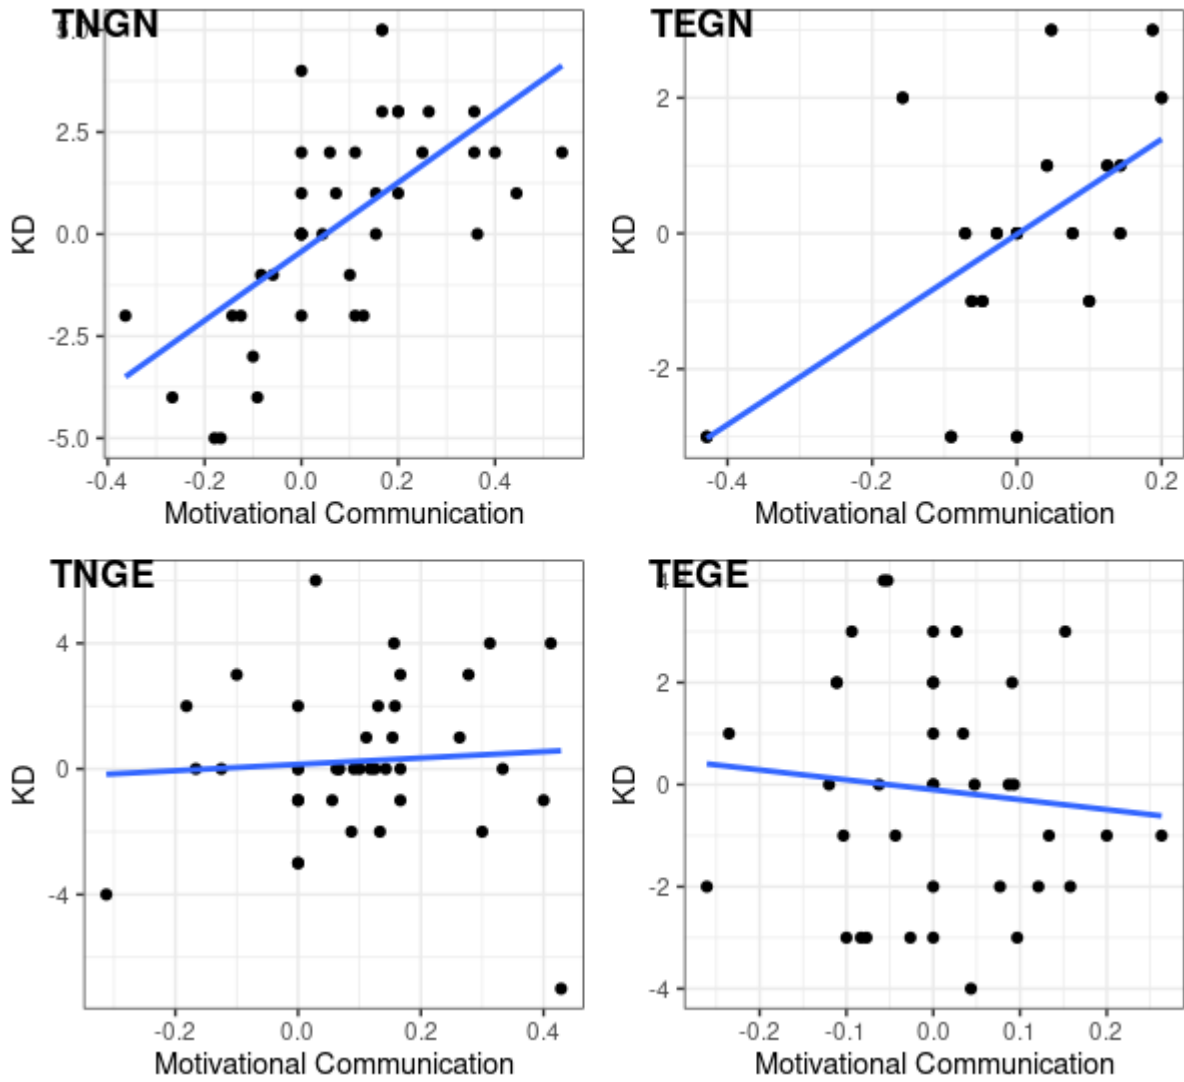 TNGN
5.0
2.5
0.0
-2.5
-5.0
KD
-0.4 -0.2 0.0 0.2 0.4
Motivational Communication
TEGN
2
0
-2
KD
-0.4 -0.2 0.0 0.2
Motivational Communication
TNGE
4
0
-4
KD
-0.2 0.0 0.2 0.4
Motivational Communication
TEGE
4
2
0
-2
-4
KD
-0.2 -0.1 0.0 0.1 0.2
Motivational Communication